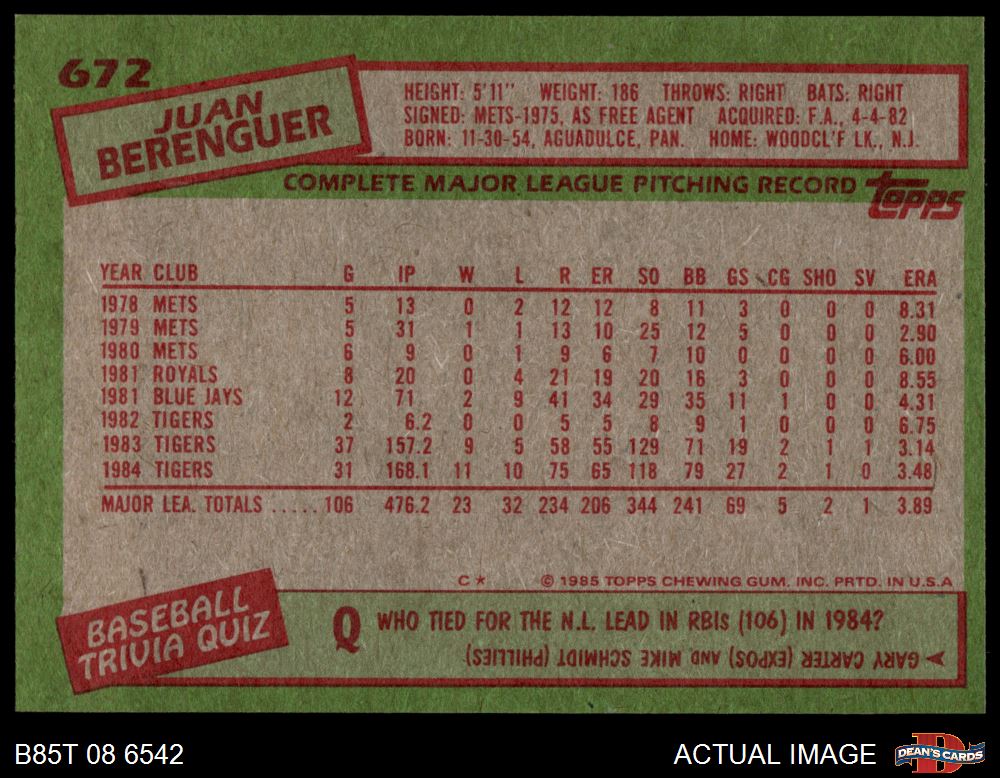 672
JUAN
BERENGUER
HEIGHT: 5'11" WEIGHT: 186 THROWS: RIGHT BATS: RIGHT
SIGNED: METS-1975, AS FREE AGENT ACQUIRED: F.A., 4-4-82
BORN: 11-30-54, AGUADULCE, PAN. HOME: WOODCL'F LK., N.J.
COMPLETE MAJOR LEAGUE PITCHING RECORD
topps
YEAR CLUB G IP W L R ER SO BB GS CG SHO SV ERA
1978 METS 5 13 0 2 12 12 8 11 3 0 0 0 8.31
1979 METS 5 31 1 1 13 10 25 12 5 0 0 0 2.90
1980 METS 6 9 0 1 9 6 7 10 0 0 0 0 6.00
1981 ROYALS 8 20 0 4 21 19 20 16 3 0 0 0 8.55
1981 BLUE JAYS 12 71 2 9 41 34 29 35 11 1 0 0 4.31
1982 TIGERS 2 6.2 0 0 5 5 8 9 1 0 0 0 6.75
1983 TIGERS 37 157.2 9 5 58 55 129 71 19 2 1 1 3.14
1984 TIGERS 31 168.1 11 10 75 65 118 79 27 2 1 0 3.48
MAJOR LEA. TOTALS ..... 106 476.2 23 32 234 206 344 241 69 5 2 1 3.89
C* © 1985 TOPPS CHEWING GUM. INC. PRTD. IN U.S.A
BASEBALL
TRIVIA QUIZ
Q WHO TIED FOR THE N.L. LEAD IN RBIs (106) IN 1984?
GARY CARTER (EXPOS) AND MIKE SCHMIDT (PHILLIES).
B85T 08 6542
ACTUAL IMAGE
DEAN'S CARDS